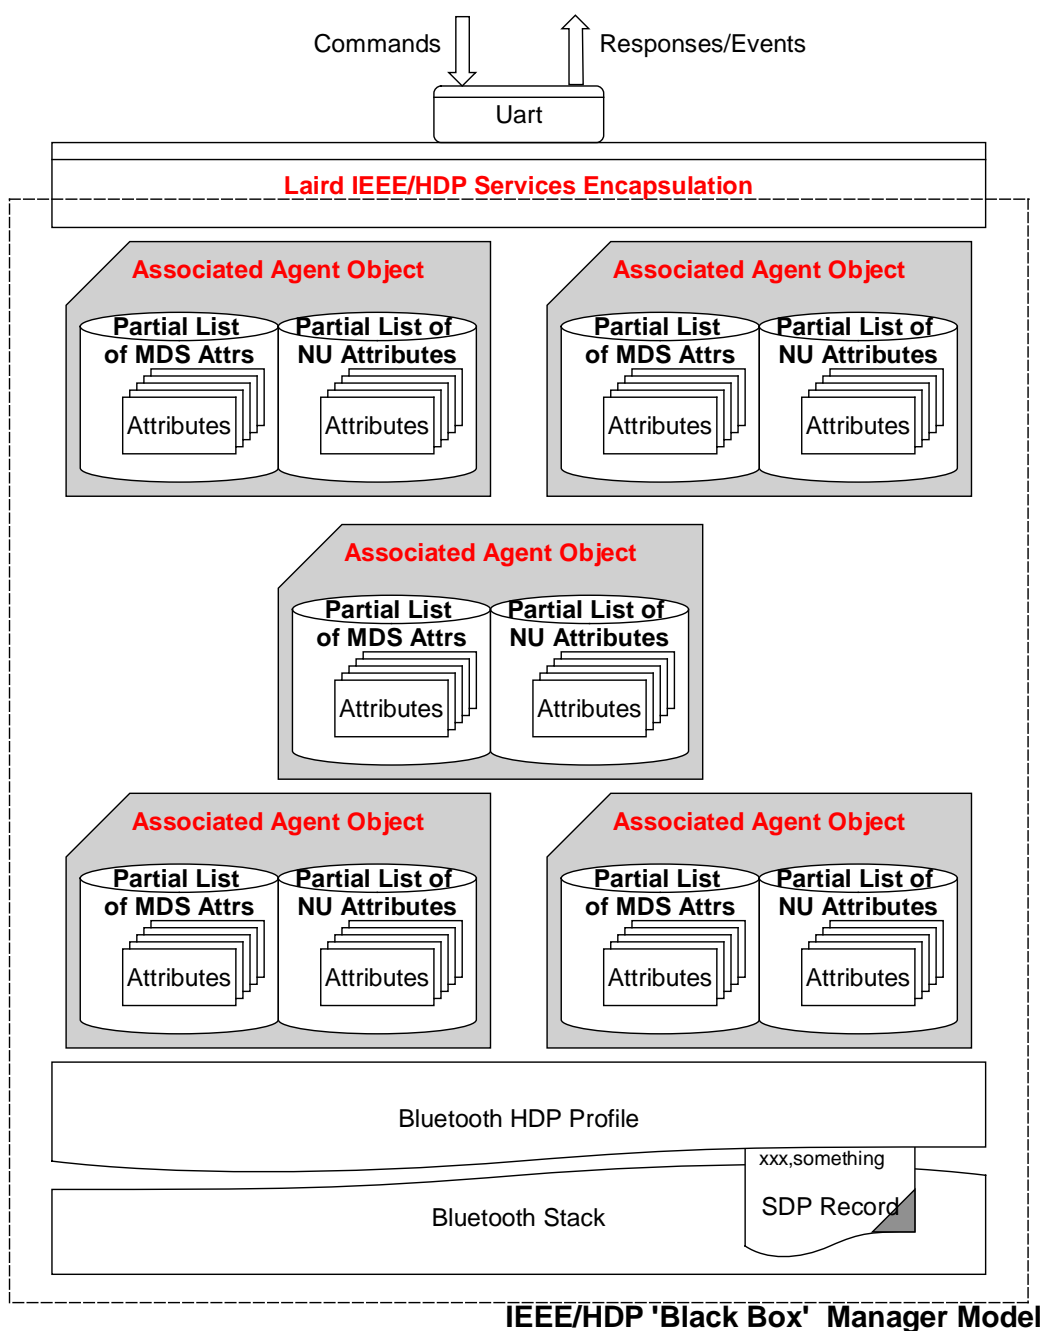 Commands
Responses/Events
Uart
Laird IEEE/HDP Services Encapsulation
Associated Agent Object
Partial List
of MDS Attrs
Attributes
Partial List of
NU Attributes
Attributes
Associated Agent Object
Partial List
of MDS Attrs
Attributes
Partial List of
NU Attributes
Attributes
Associated Agent Object
Partial List
of MDS Attrs
Attributes
Partial List of
NU Attributes
Attributes
Associated Agent Object
Partial List
of MDS Attrs
Attributes
Partial List of
NU Attributes
Attributes
Associated Agent Object
Partial List
of MDS Attrs
Attributes
Partial List of
NU Attributes
Attributes
Bluetooth HDP Profile
xxx,something
SDP Record
Bluetooth Stack
IEEE/HDP 'Black Box' Manager Model